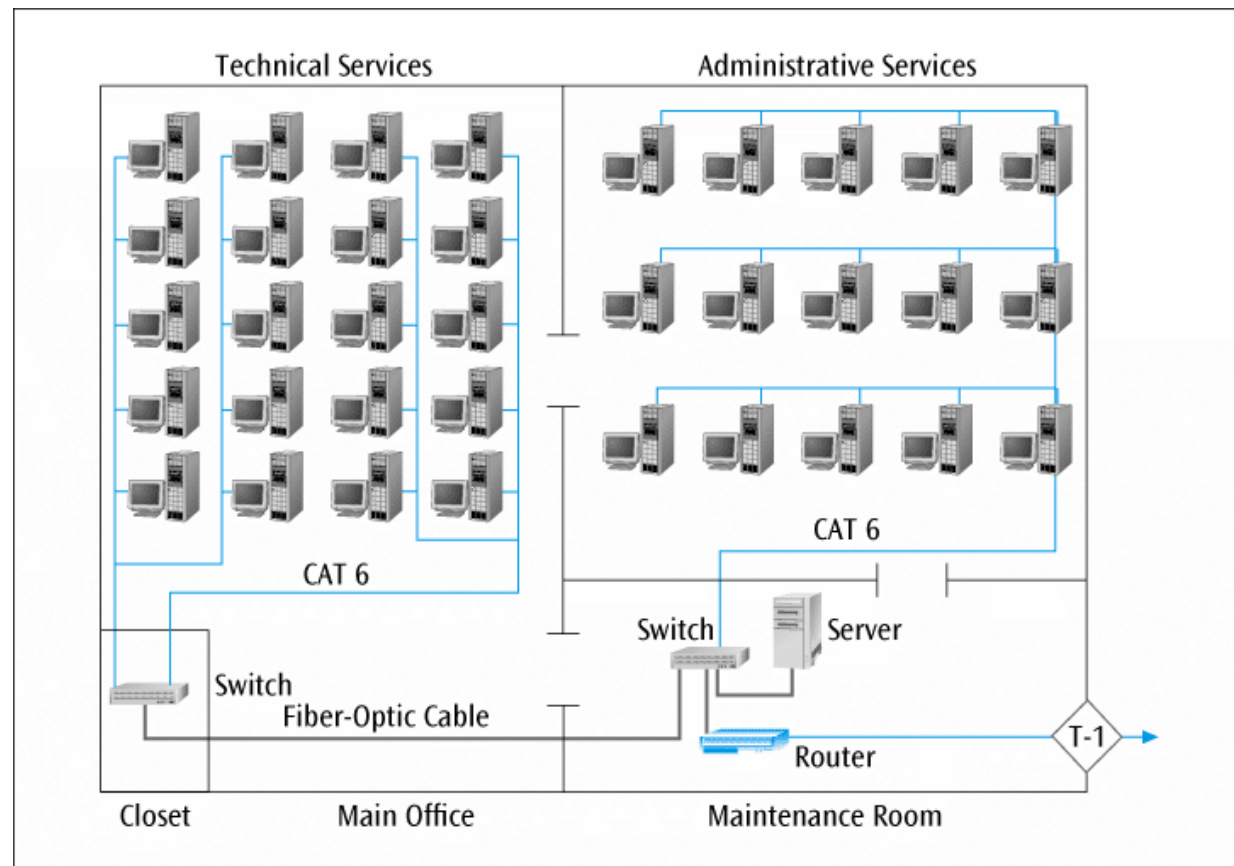 Technical Services
Administrative Services
CAT 6
CAT 6
Switch
Server
Switch
Fiber-Optic Cable
Router
T-1
Closet
Main Office
Maintenance Room